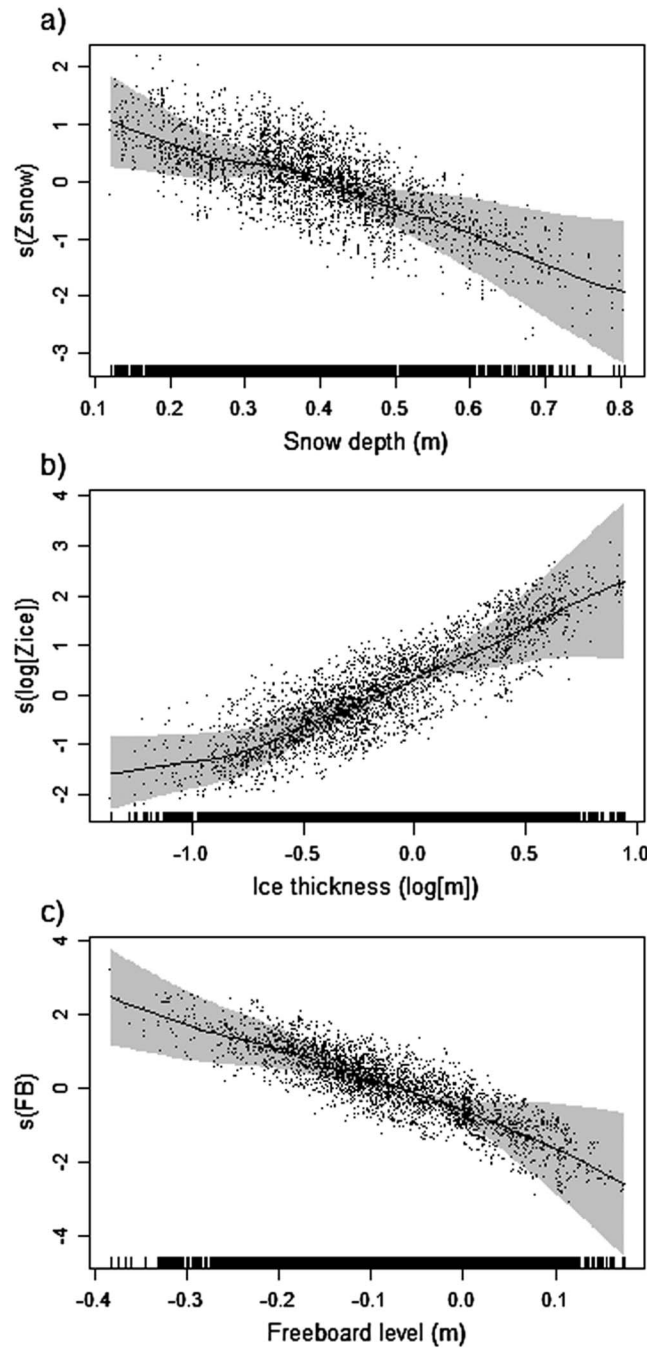 a)
s(Zsnow)
2
1
0
-1
-2
-3
0.1 0.2 0.3 0.4 0.5 0.6 0.7 0.8
Snow depth (m)
b)
s(log[Zice])
4
3
2
1
0
-1
-2
-1.0 -0.5 0.0 0.5 1.0
Ice thickness (log[m])
c)
s(FB)
4
2
0
-2
-4
-0.4 -0.3 -0.2 -0.1 0.0 0.1
Freeboard level (m)